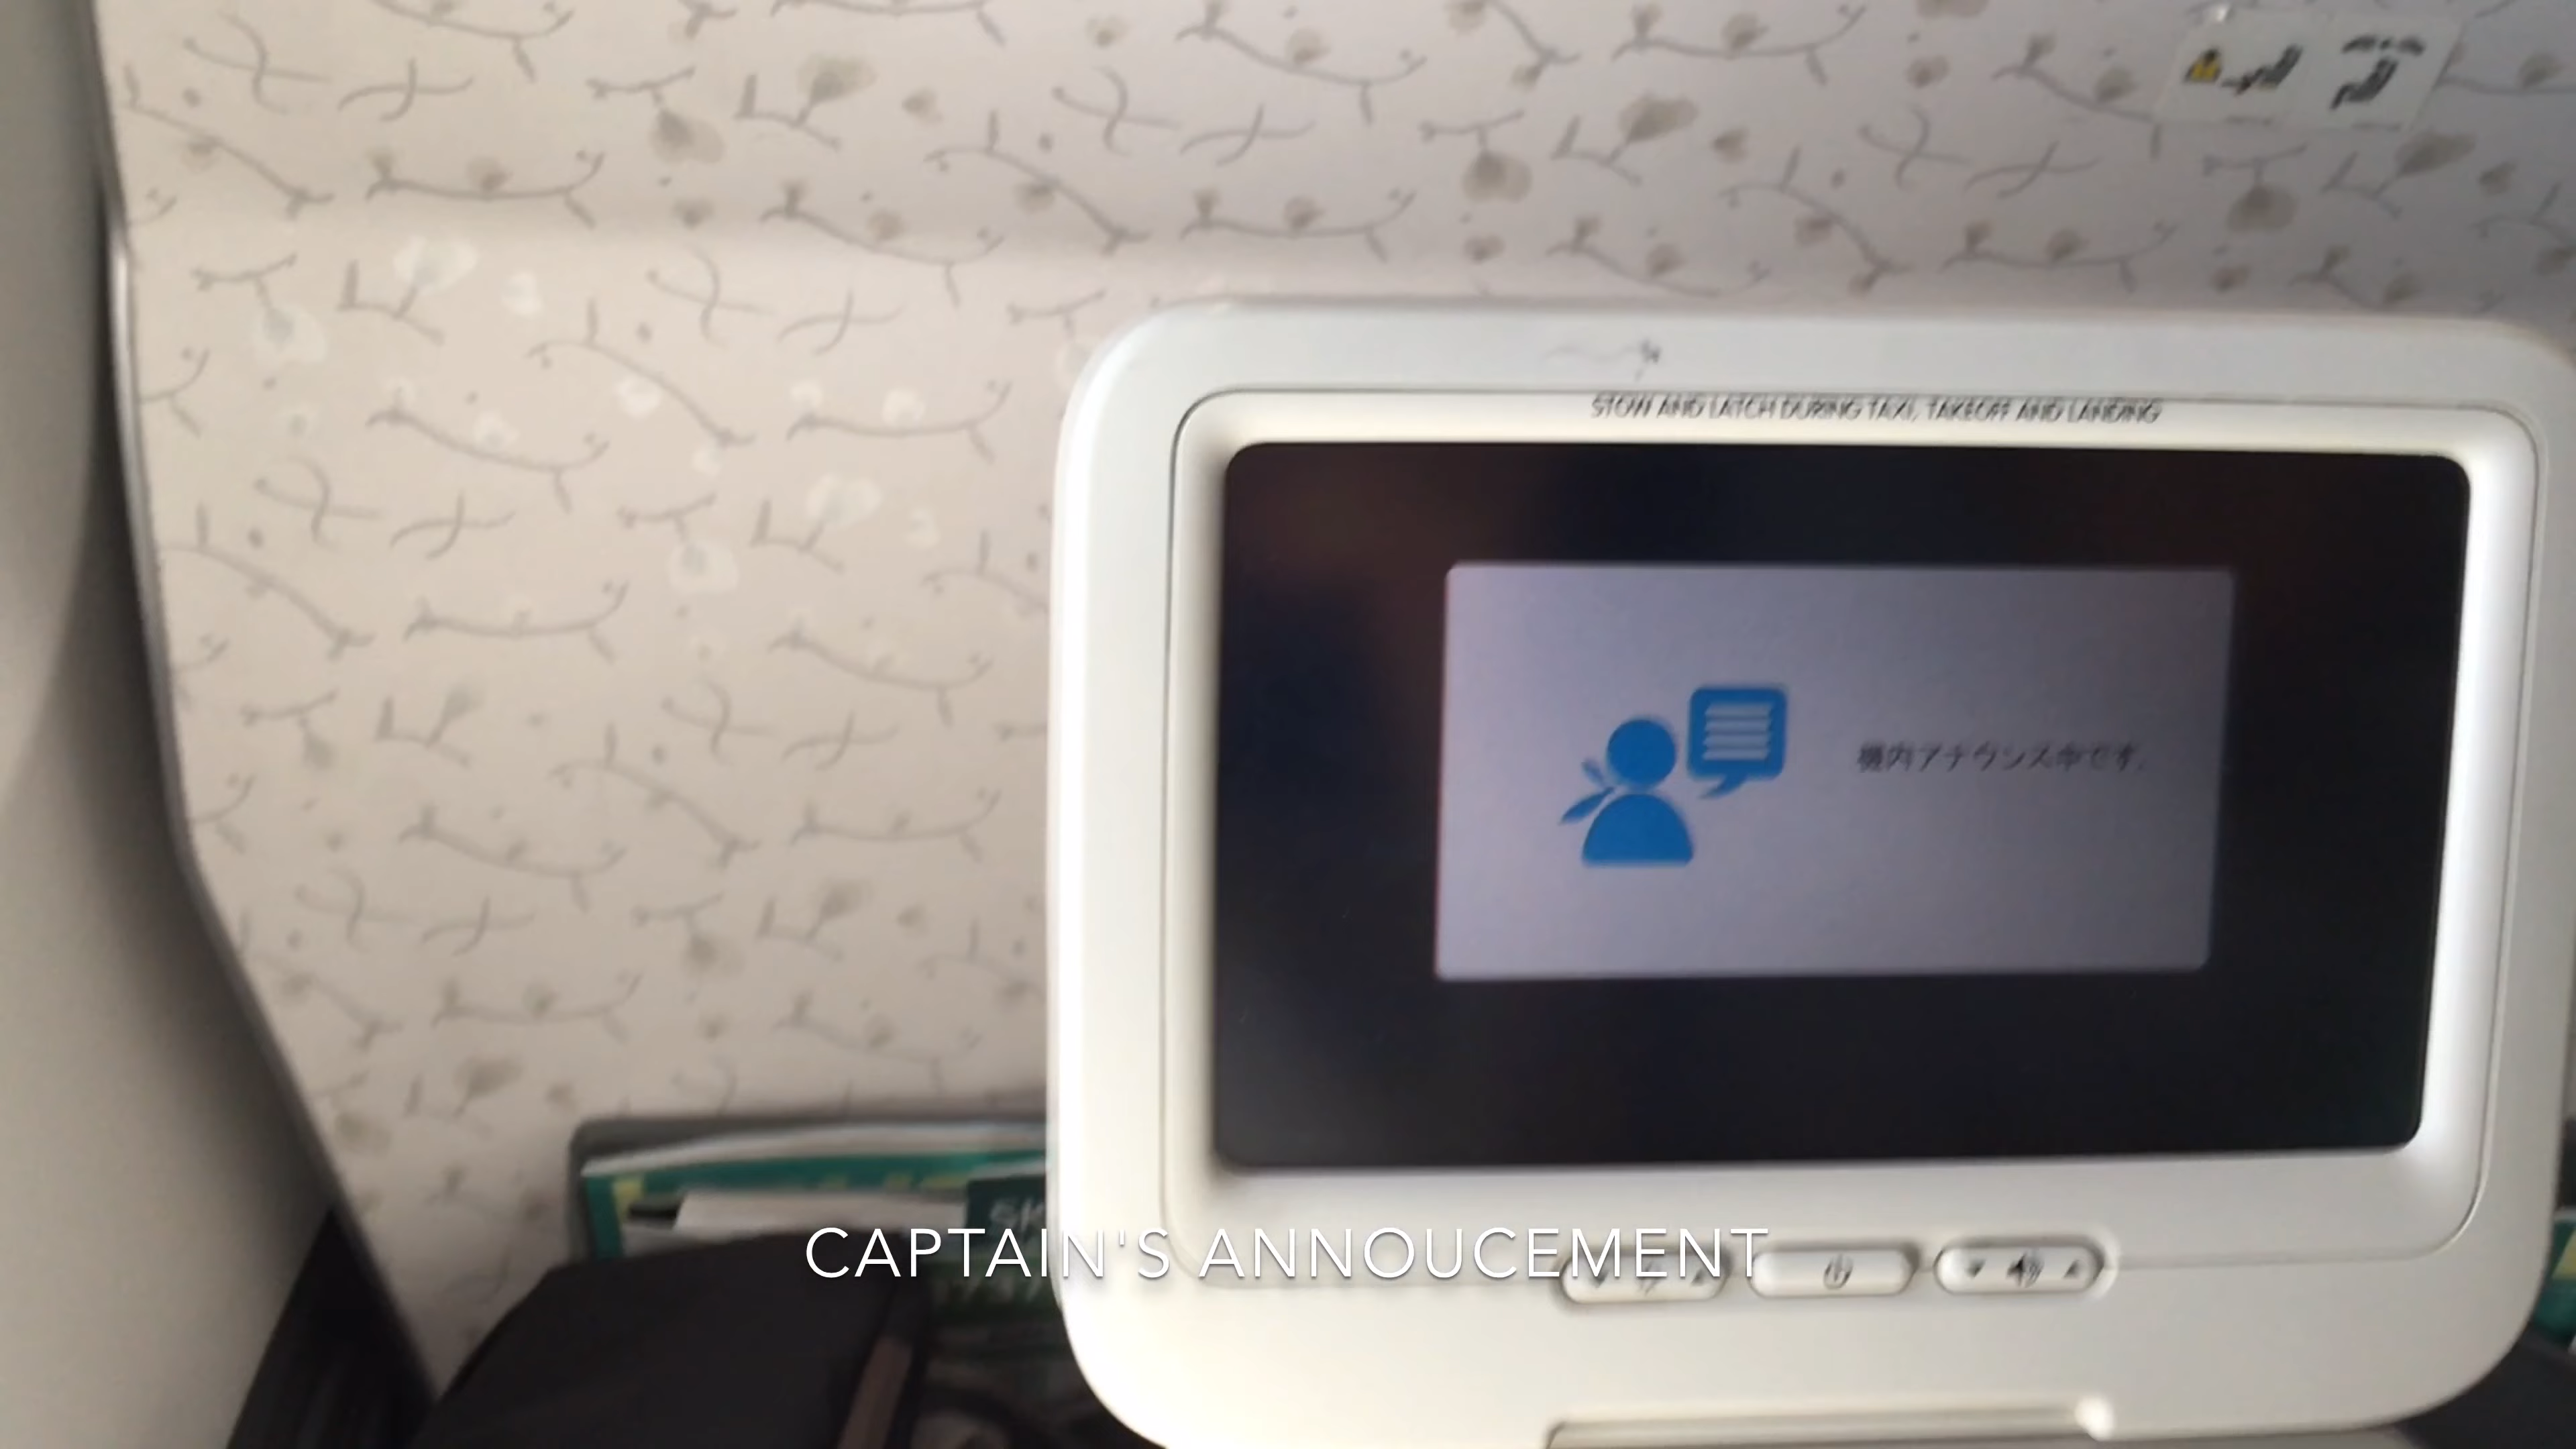 STOW AND LATCH DURING TAXI, TAKEOFF AND LANDING
機内アナウンス中です。
CAPTAIN'S ANNOUCEMENT